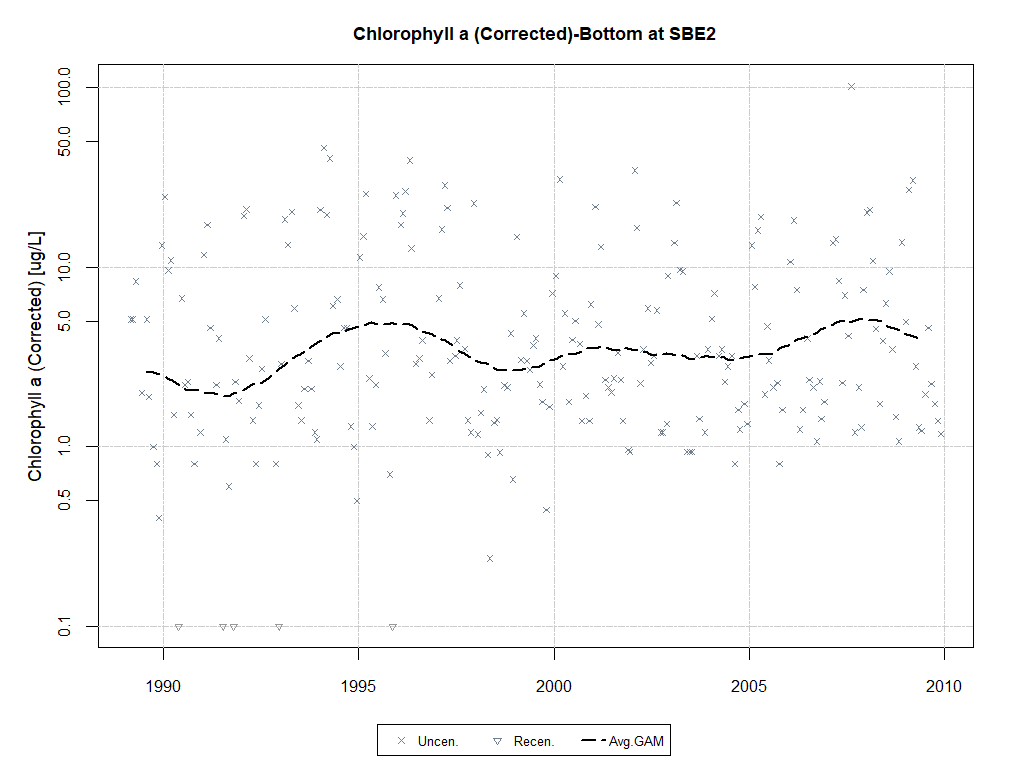 Chlorophyll a (Corrected)-Bottom at SBE2
Chlorophyll a (Corrected) [ug/L]
100.0
50.0
10.0
5.0
1.0
0.5
0.1
1990 1995 2000 2005 2010
Uncen. Recen. Avg.GAM